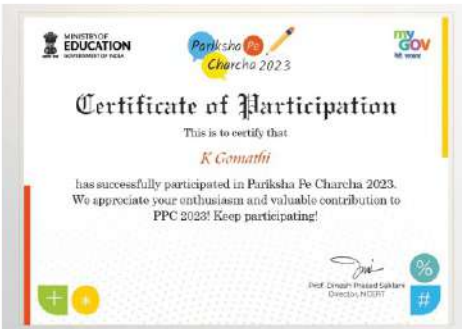 MINISTRY OF
EDUCATION
GOVERNMENT OF INDIA
Pariksha Pe
Charcha 2023
my
GOV
मेरी सरकार
Certificate of Participation
This is to certify that
K Gomathi
has successfully participated in Pariksha Pe Charcha 2023.
We appreciate your enthusiasm and valuable contribution to
PPC 2023! Keep participating!
Prof. Dinesh Prasad Saklani
Director, NCERT
%
+
*
#